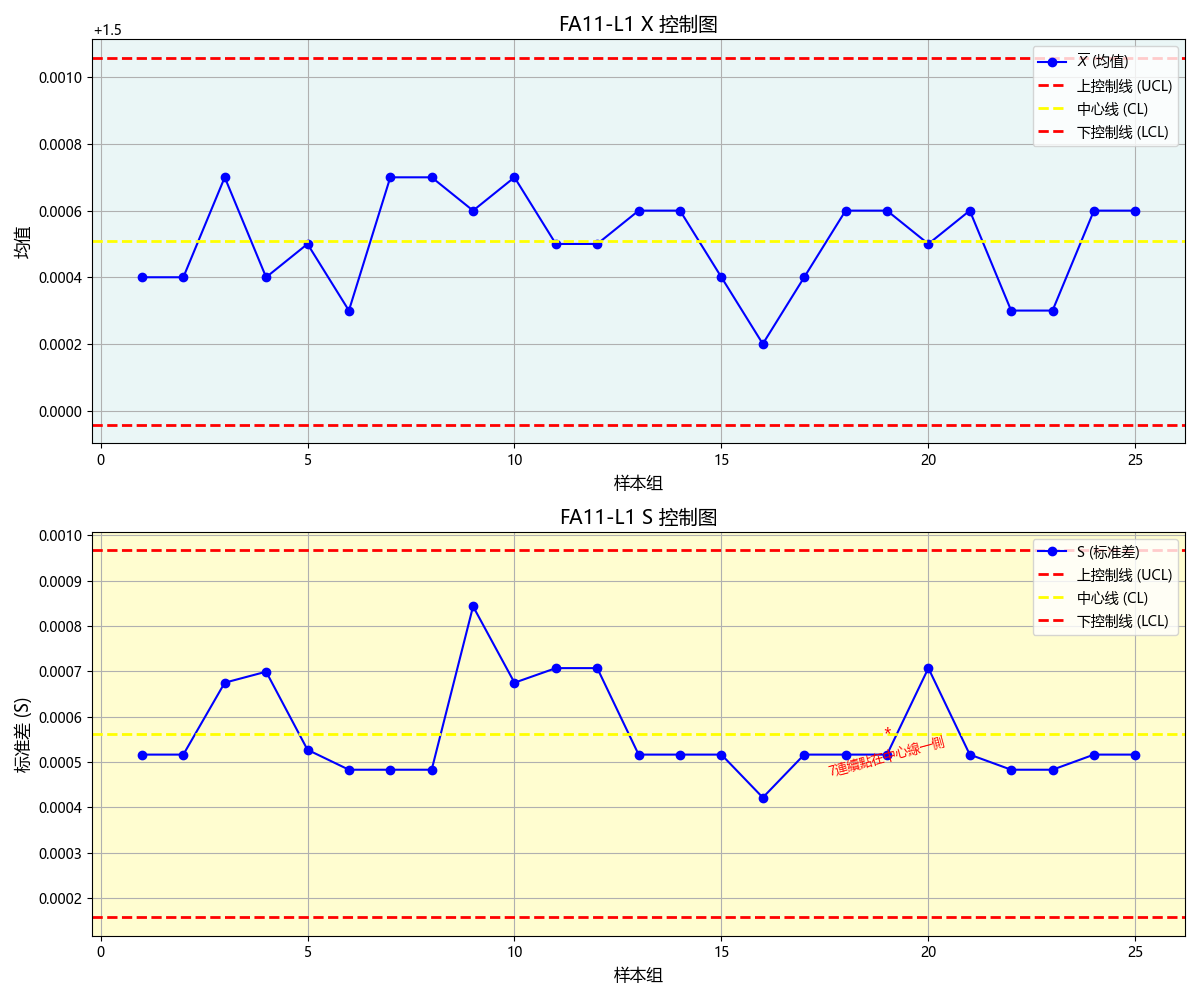 FA11-L1 X 控制图
+1.5
X (均值)
上控制线 (UCL)
中心线 (CL)
下控制线 (LCL)
0.0010
0.0008
0.0006
0.0004
0.0002
0.0000
均值
0 5 10 15 20 25
样本组
FA11-L1 S 控制图
S (标准差)
上控制线 (UCL)
中心线 (CL)
下控制线 (LCL)
0.0010
0.0009
0.0008
0.0007
0.0006
0.0005
0.0004
0.0003
0.0002
标准差 (S)
*
7連續點在中心線一側
0 5 10 15 20 25
样本组